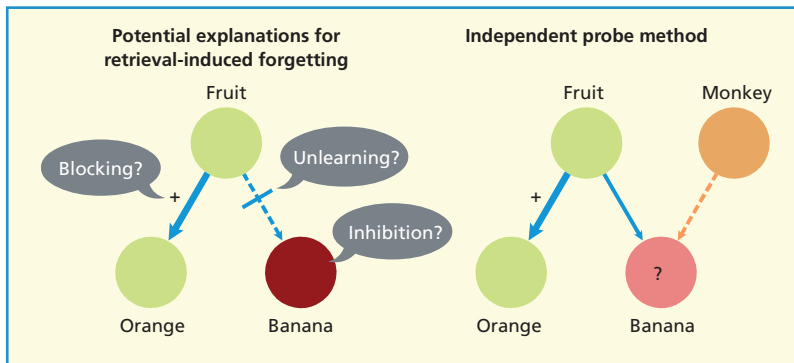 Potential explanations for
retrieval-induced forgetting
Fruit
Blocking?
Unlearning?
+
Inhibition?
Orange
Banana
Independent probe method
Fruit
Monkey
+
?
Orange
Banana